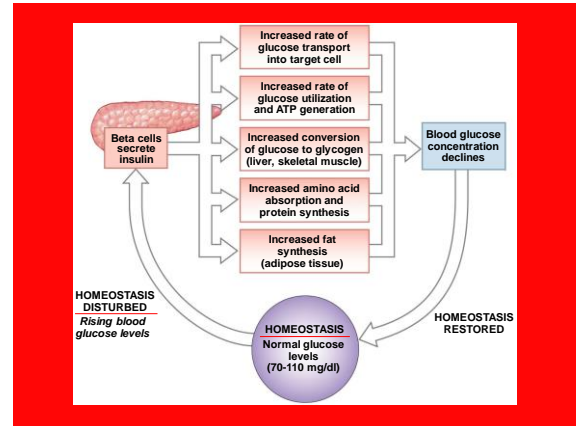 Increased rate of
glucose transport
into target cell
Increased rate of
glucose utilization
and ATP generation
Beta cells
secrete
insulin
Increased conversion
of glucose to glycogen
(liver, skeletal muscle)
Blood glucose
concentration
declines
Increased amino acid
absorption and
protein synthesis
Increased fat
synthesis
(adipose tissue)
HOMEOSTASIS
DISTURBED
Rising blood
glucose levels
HOMEOSTASIS
Normal glucose
levels
(70-110 mg/dl)
HOMEOSTASIS
RESTORED